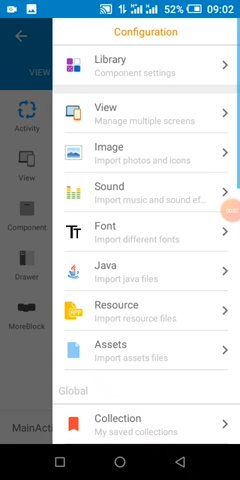 52% 09:02
Configuration
Library
Component settings
VIEW
View
Manage multiple screens
Activity
Image
Import photos and icons
View
Sound
Import music and sound ef...
Component
Font
Import different fonts
Java
Import java files
Drawer
Resource
Import resource files
MoreBlock
Assets
Import assets files
Global
Collection
My saved collections
MainActi